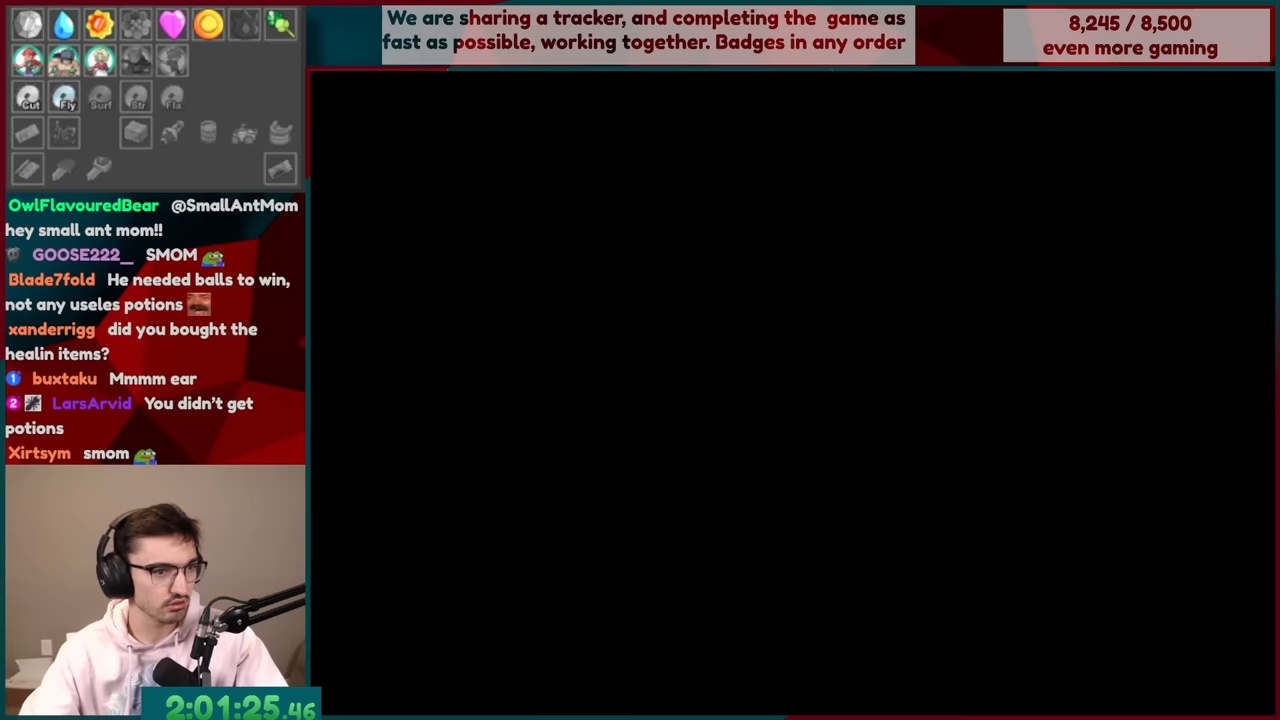 We are sharing a tracker, and completing the game as
fast as possible, working together. Badges in any order
8,245 / 8,500
even more gaming
Cut
Fly
Surf
Str.
Fla.
OwlFlavouredBear @SmallAntMom
hey small ant mom!!
GOOSE222_ SMOM
Blade7fold He needed balls to win,
not any useles potions
xanderrigg did you bought the
healin items?
1 buxtaku Mmmm ear
2 LarsArvid You didn't get
potions
Xirtsym smom
2:01:25.46